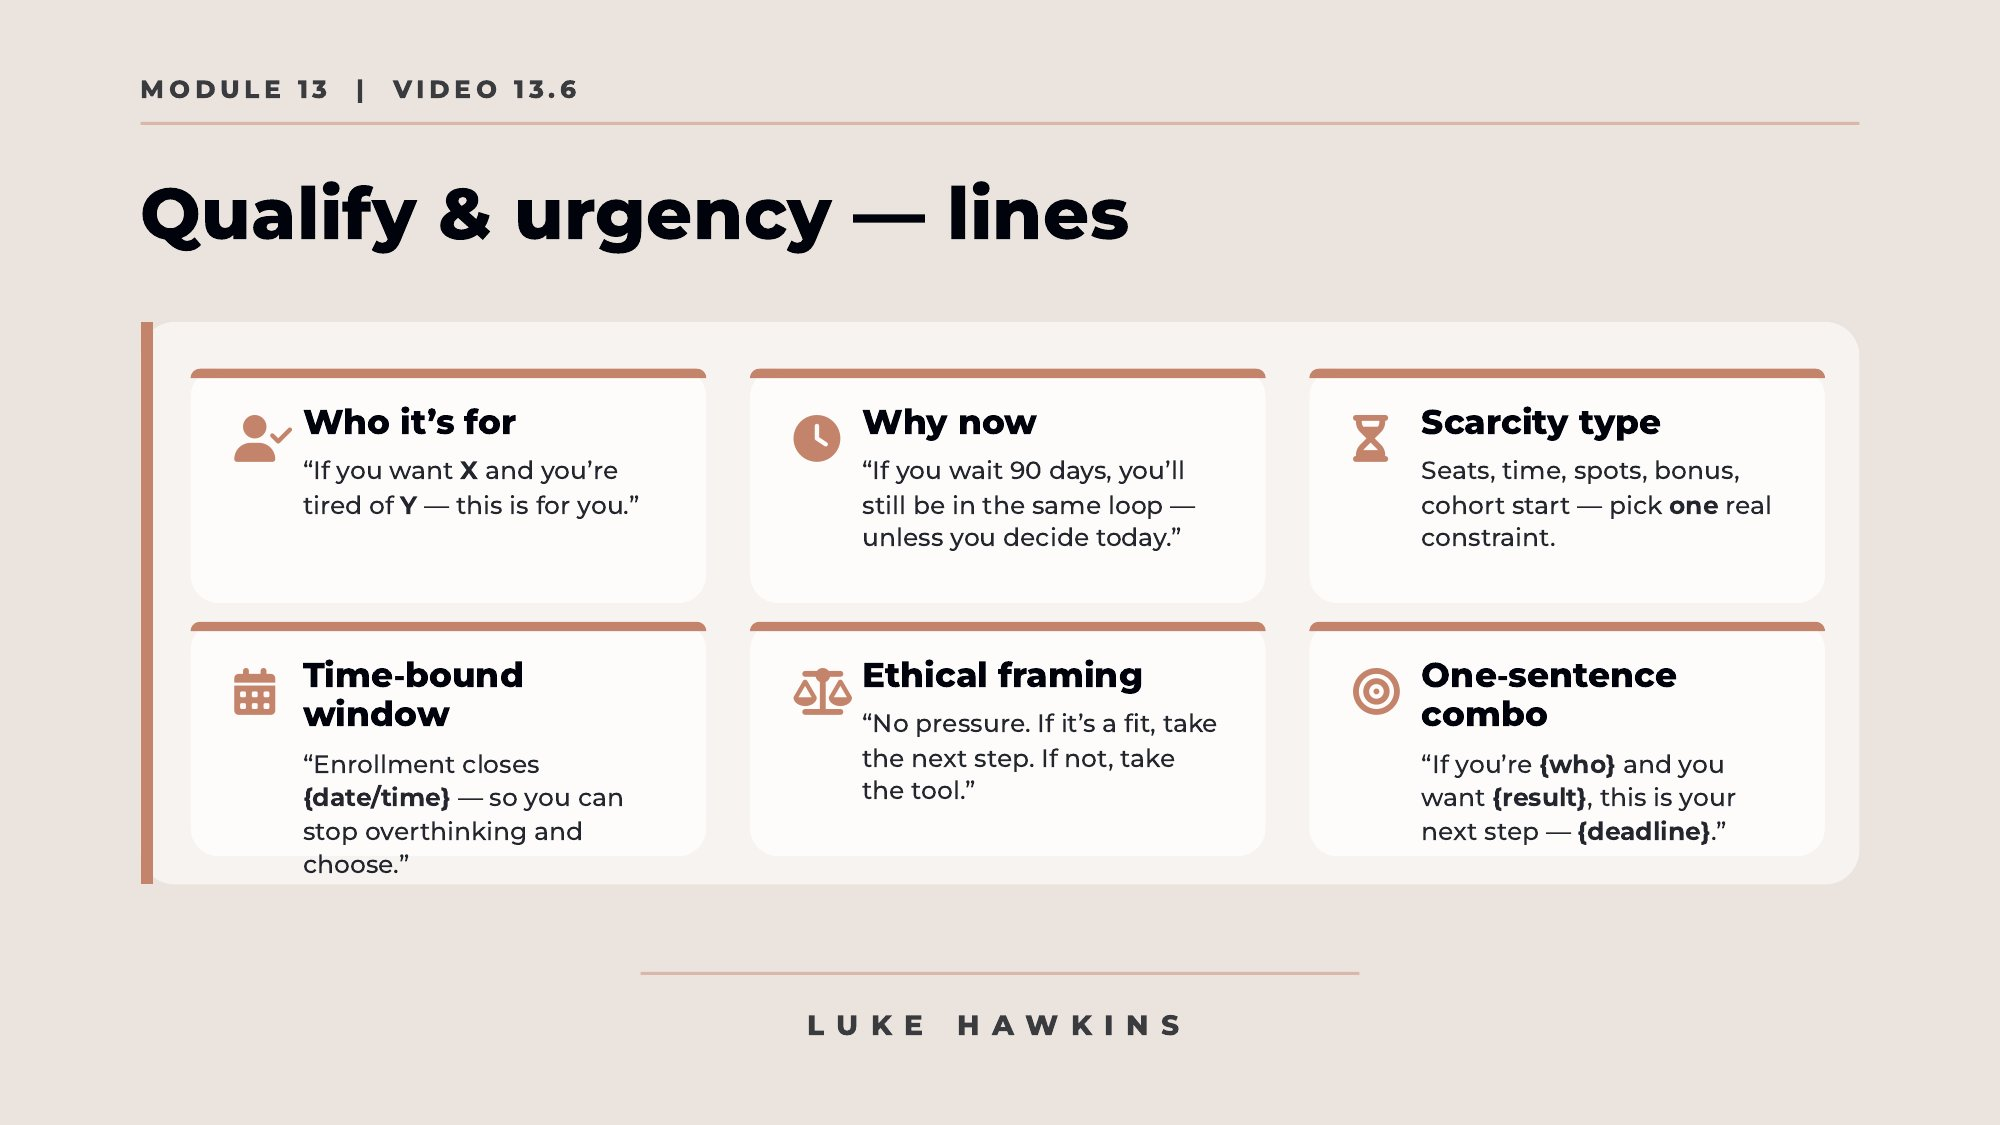 MODULE 13 | VIDEO 13.6
Qualify & urgency — lines
Who it’s for
“If you want X and you’re
tired of Y — this is for you.”
Why now
“If you wait 90 days, you’ll
still be in the same loop —
unless you decide today.”
Scarcity type
Seats, time, spots, bonus,
cohort start — pick one real
constraint.
Time-bound
window
“Enrollment closes
{date/time} — so you can
stop overthinking and
choose.”
Ethical framing
“No pressure. If it’s a fit, take
the next step. If not, take
the tool.”
One-sentence
combo
“If you’re {who} and you
want {result}, this is your
next step — {deadline}.”
LUKE HAWKINS